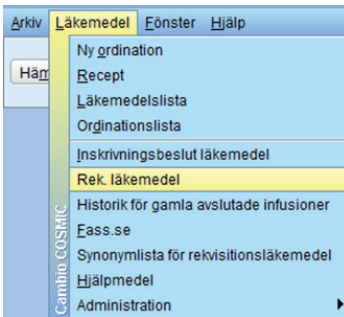 Arkiv Läkemedel Fönster Hjälp
Ny ordination
Häm
Recept
Läkemedelslista
Ordinationslista
Inskrivningsbeslut läkemedel
Rek. läkemedel
Historik för gamla avslutade infusioner
Fass.se
Synonymlista för rekvisitionsläkemedel
Hjälpmedel
Administration
Cambio COSMIC